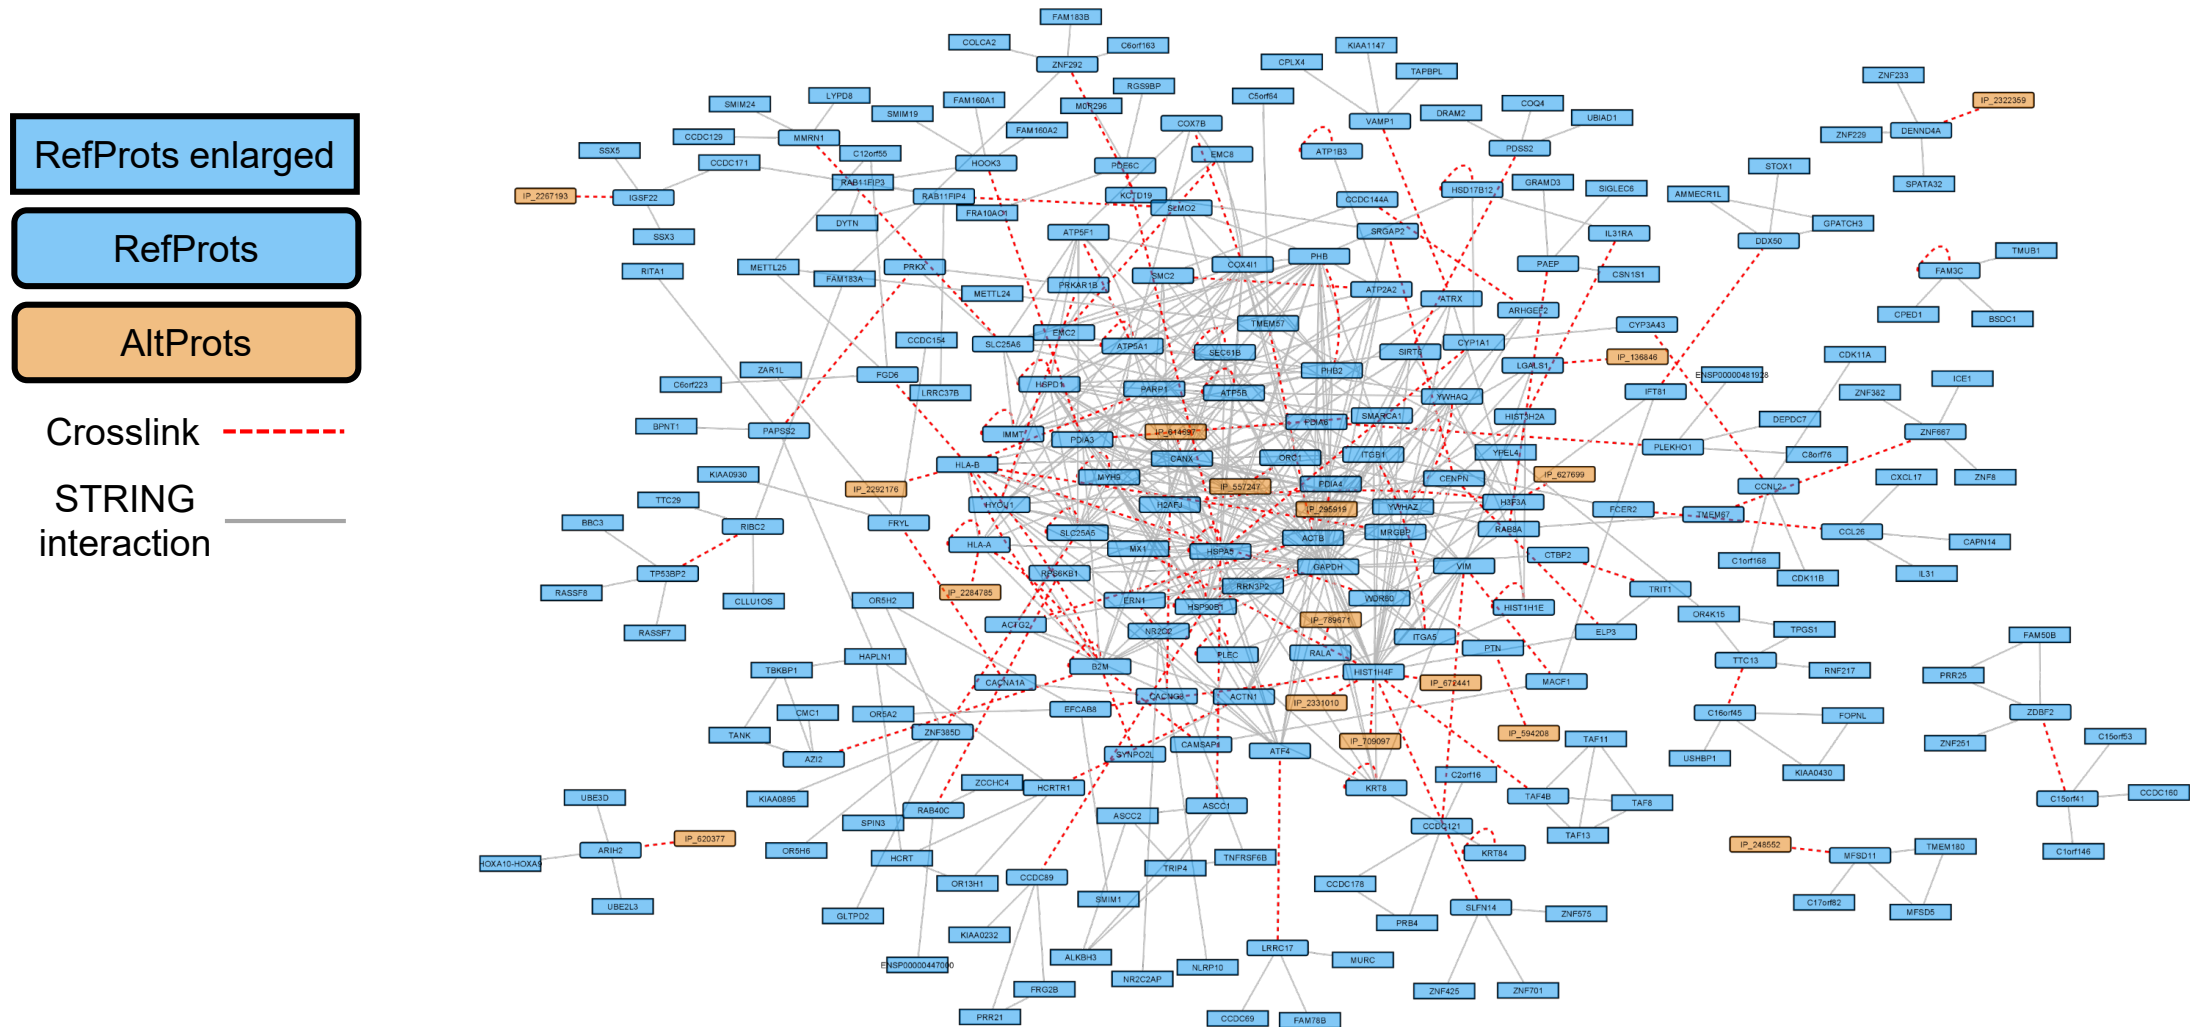 RefProts enlarged
RefProts
AltProts
Crosslink
STRING
interaction
FAM183B
COLCA2
C6orf163
ZNF292
KIAA1147
CPLX4
TAPBPL
ZNF233
IP_2322359
DENND4A
ZNF229
SPATA32
SMIM24
LYPD8
SMIM19
FAM160A1
FAM160A2
RGS9BP
C5orf64
COX7B
VAMP1
DRAM2
COQ4
UBIAD1
PDSS2
CCDC129
MMRN1
C12orf55
HOOK3
PDE6C
EMC8
ATP1B3
STOX1
SSX5
CCDC171
RAB11FIP3
RAB11FIP4
KCTD19
SLMO2
CCDC144A
HSD17B12
GRAMD3
SIGLEC6
AMMECR1L
GPATCH3
IP_2267193
IGSF22
DYTN
FRA10AC1
SSX3
ATP5F1
SRGAP2
IL31RA
DDX50
TMUB1
RITA1
METTL25
FAM183A
PRKX
PRKAR1B
SMC2
COX4I1
PHB
ATP2A2
PAEP
CSN1S1
FAM3C
METTL24
ATRX
ARHGEF2
CPED1
BSDC1
CCDC154
SLC25A6
EMC2
ATP5A1
TMEM57
SEC61B
SIRT6
CYP1A1
CYP3A43
IP_136846
CDK11A
ZAR1L
FGD6
C6orf223
LRRC37B
HSPD1
PARP1
ATP5B
PHB2
LGALS1
IFT81
ENSP00000481928
ZNF382
ICE1
YWHAQ
BPNT1
PAPSS2
IMMT
PDIA3
IP_614997
PDIA6
SMARCA1
HIST3H2A
DEPDC7
PLEKHO1
C8orf76
ZNF667
HLA-B
CANX
ORC1
ITGB1
YPEL4
KIAA0930
MYH9
CENPN
IP_627699
ZNF8
TTC29
IP_2292176
IP_557247
PDIA4
CCNL2
CXCL17
BBC3
RIBC2
FRYL
HYOU1
H2AFJ
IP_295919
YWHAZ
H3F3A
FCER2
TMEM67
CCL26
CAPN14
HLA-A
SLC25A5
MX1
HSPA5
ACTB
MRGBP
RAB8A
CTBP2
C1orf168
CDK11B
IL31
TP53BP2
RASSF8
CLLU1OS
RASSF7
RPS6KB1
GAPDH
VIM
IP_2284785
OR5H2
ERN1
HSP90B1
RRN3P2
WDR60
HIST1H1E
TRIT1
OR4K15
TPGS1
ACTG2
NR2C2
IP_789671
ITGA5
ELP3
HAPLN1
TBKBP1
B2M
PLEC
RALA
PTN
TTC13
RNF217
FAM50B
HIST1H4F
IP_672441
MACF1
PRR25
CACNA1A
CACNG8
ACTN1
IP_2331010
CMC1
OR5A2
EFCAB8
C16orf45
FOPNL
ZDBF2
TANK
ZNF385D
IP_709097
IP_594208
ZNF251
C15orf53
AZI2
SYNPO2L
CAMSAP1
ATF4
TAF11
USHBP1
KIAA0430
UBE3D
KIAA0895
RAB40C
ZCCHC4
HCRTR1
KRT8
C2orf16
TAF4B
TAF8
C15orf41
CCDC160
SPIN3
ASCC2
ASCC1
CCDC121
TAF13
IP_620377
ARIH2
HOXA10-HOXA9
OR5H6
HCRT
TNFRSF6B
KRT84
IP_248552
MFSD11
TMEM180
C1orf146
OR13H1
CCDC89
TRIP4
CCDC178
UBE2L3
GLTPD2
SMIM1
PRB4
SLFN14
ZNF575
C17orf82
MFSD5
KIAA0232
ENSP00000447000
ALKBH3
NLRP10
NR2C2AP
LRRC17
MURC
FRG2B
PRR21
CCDC69
FAM78B
ZNF425
ZNF701